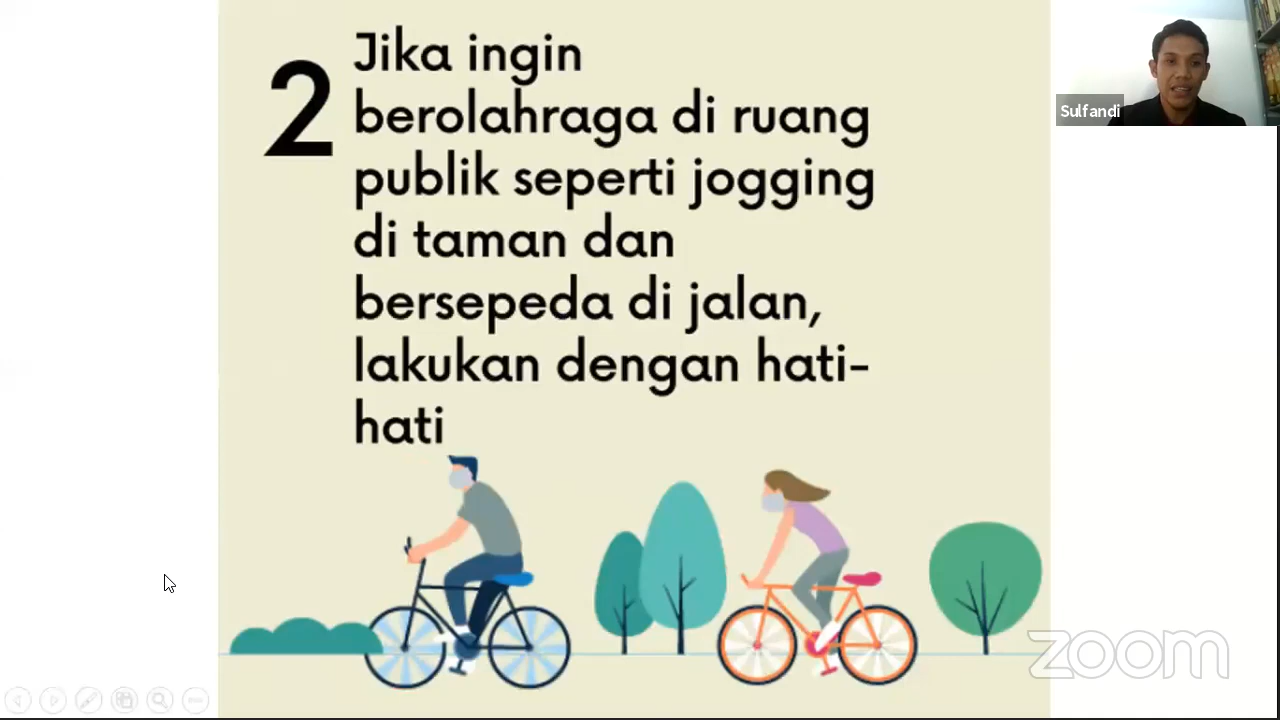 2
Jika ingin
berolahraga di ruang
publik seperti jogging
di taman dan
bersepeda di jalan,
lakukan dengan hati-
hati
Sulfandi
zoom